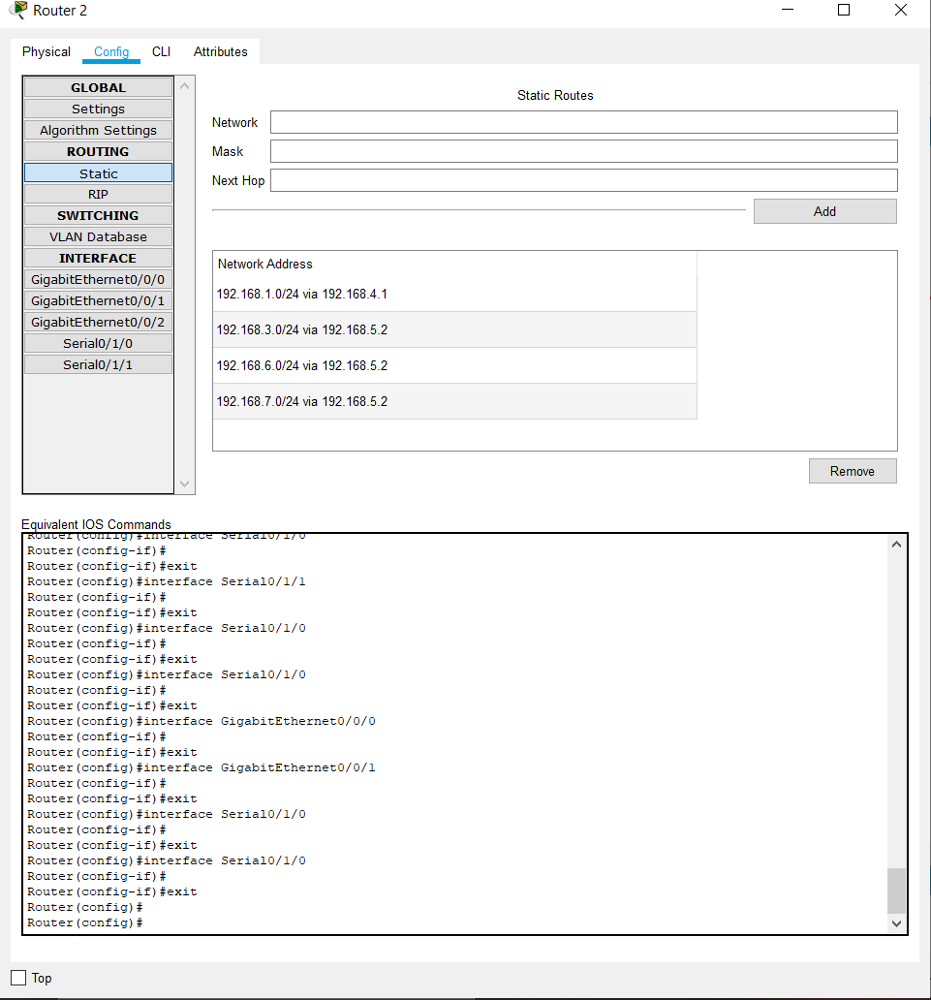 Router 2
Physical Config CLI Attributes
GLOBAL
Settings
Algorithm Settings
ROUTING
Static
RIP
SWITCHING
VLAN Database
INTERFACE
GigabitEthernet0/0/0
GigabitEthernet0/0/1
GigabitEthernet0/0/2
Serial0/1/0
Serial0/1/1
Static Routes
Network
Mask
Next Hop
Add
Network Address
192.168.1.0/24 via 192.168.4.1
192.168.3.0/24 via 192.168.5.2
192.168.6.0/24 via 192.168.5.2
192.168.7.0/24 via 192.168.5.2
Remove
Equivalent IOS Commands
Router(config)#interface Serial0/1/0
Router(config-if)#
Router(config-if)#exit
Router(config)#interface Serial0/1/1
Router(config-if)#
Router(config-if)#exit
Router(config)#interface Serial0/1/0
Router(config-if)#
Router(config-if)#exit
Router(config)#interface Serial0/1/0
Router(config-if)#
Router(config-if)#exit
Router(config)#interface GigabitEthernet0/0/0
Router(config-if)#
Router(config-if)#exit
Router(config)#interface GigabitEthernet0/0/1
Router(config-if)#
Router(config-if)#exit
Router(config)#interface Serial0/1/0
Router(config-if)#
Router(config-if)#exit
Router(config)#interface Serial0/1/0
Router(config-if)#
Router(config-if)#exit
Router(config)#
Router(config)#
Top